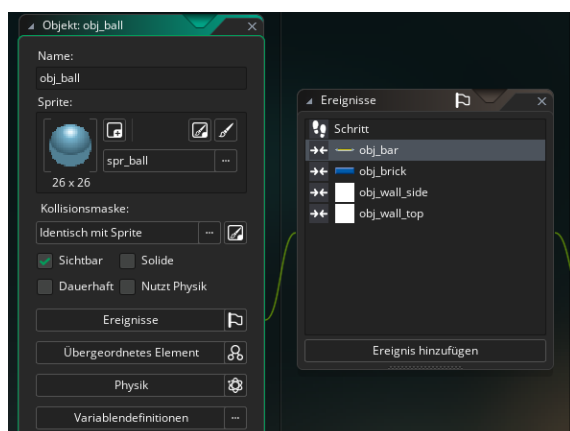 Objekt: obj_ball
Name:
obj_ball
Sprite:
spr_ball
26 x 26
Kollisionsmaske:
Identisch mit Sprite
Sichtbar Solide
Dauerhaft Nutzt Physik
Ereignisse
Übergeordnetes Element
Physik
Variablendefinitionen
Ereignisse
Schritt
obj_bar
obj_brick
obj_wall_side
obj_wall_top
Ereignis hinzufügen